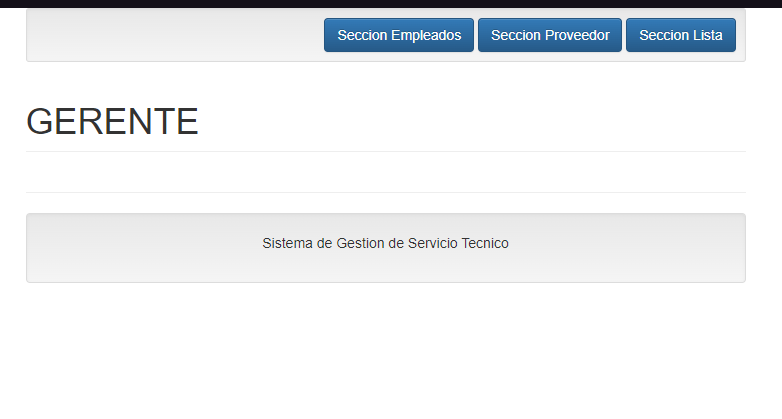 Seccion Empleados Seccion Proveedor Seccion Lista
GERENTE
Sistema de Gestion de Servicio Tecnico